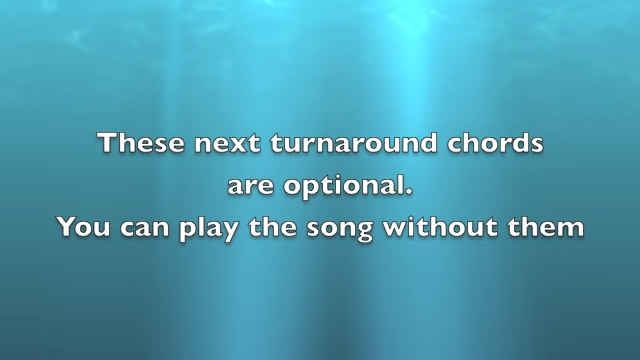 These next turnaround chords
are optional.
You can play the song without them